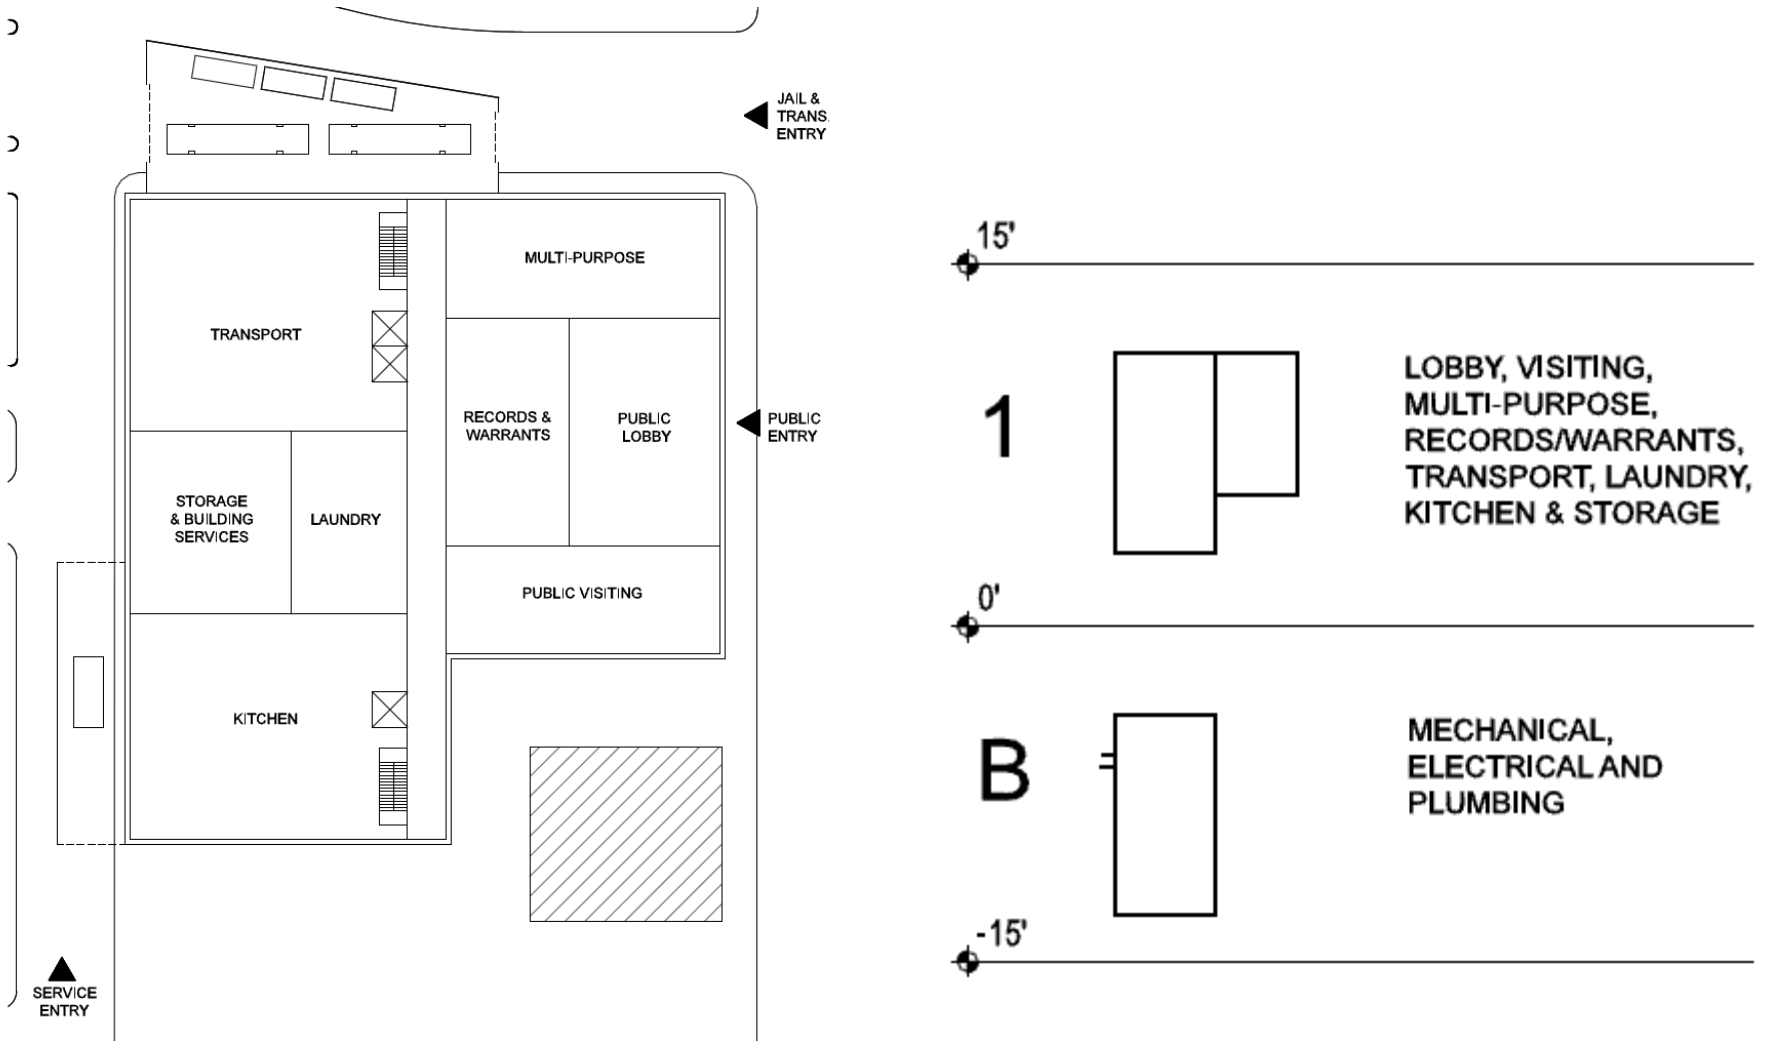 JAIL &
TRANS.
ENTRY
MULTI-PURPOSE
TRANSPORT
RECORDS &
WARRANTS
PUBLIC
LOBBY
PUBLIC
ENTRY
STORAGE
& BUILDING
SERVICES
LAUNDRY
PUBLIC VISITING
KITCHEN
SERVICE
ENTRY
15'
1
LOBBY, VISITING,
MULTI-PURPOSE,
RECORDS/WARRANTS,
TRANSPORT, LAUNDRY,
KITCHEN & STORAGE
0'
B
MECHANICAL,
ELECTRICAL AND
PLUMBING
-15'